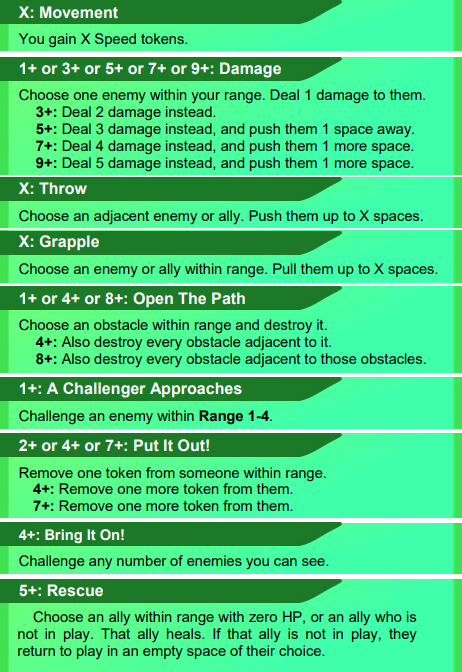 X: Movement
You gain X Speed tokens.
1+ or 3+ or 5+ or 7+ or 9+: Damage
Choose one enemy within your range. Deal 1 damage to them.
3+: Deal 2 damage instead.
5+: Deal 3 damage instead, and push them 1 space away.
7+: Deal 4 damage instead, and push them 1 more space.
9+: Deal 5 damage instead, and push them 1 more space.
X: Throw
Choose an adjacent enemy or ally. Push them up to X spaces.
X: Grapple
Choose an enemy or ally within range. Pull them up to X spaces.
1+ or 4+ or 8+: Open The Path
Choose an obstacle within range and destroy it.
4+: Also destroy every obstacle adjacent to it.
8+: Also destroy every obstacle adjacent to those obstacles.
1+: A Challenger Approaches
Challenge an enemy within Range 1-4.
2+ or 4+ or 7+: Put It Out!
Remove one token from someone within range.
4+: Remove one more token from them.
7+: Remove one more token from them.
4+: Bring It On!
Challenge any number of enemies you can see.
5+: Rescue
Choose an ally within range with zero HP, or an ally who is
not in play. That ally heals. If that ally is not in play, they
return to play in an empty space of their choice.